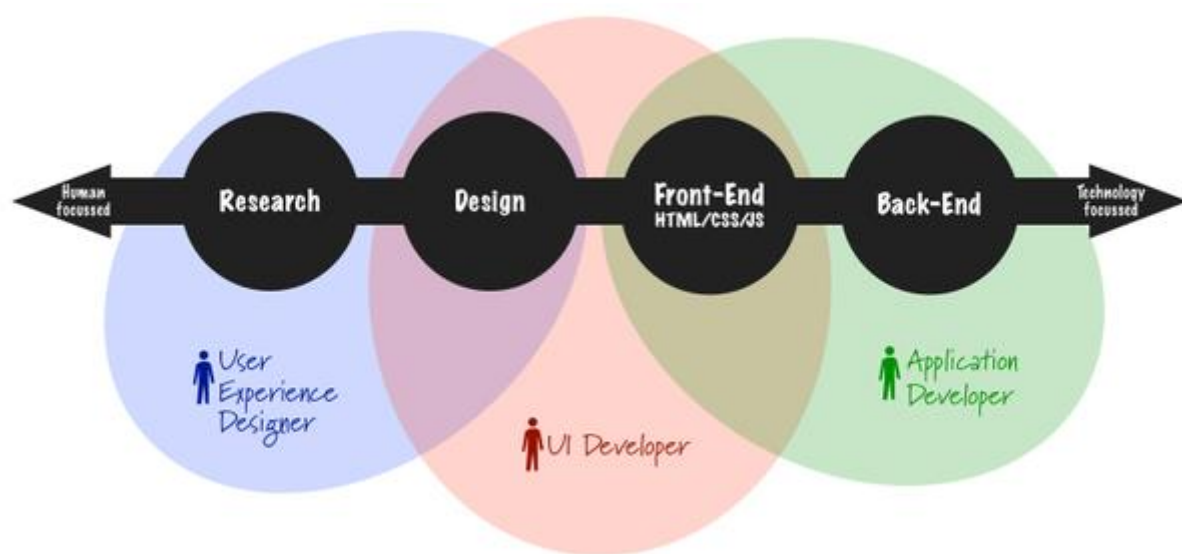 Human
focussed
Research
Design
Front-End
HTML/CSS/JS
Back-End
Technology
focussed
User
Experience
Designer
UI Developer
Application
Developer